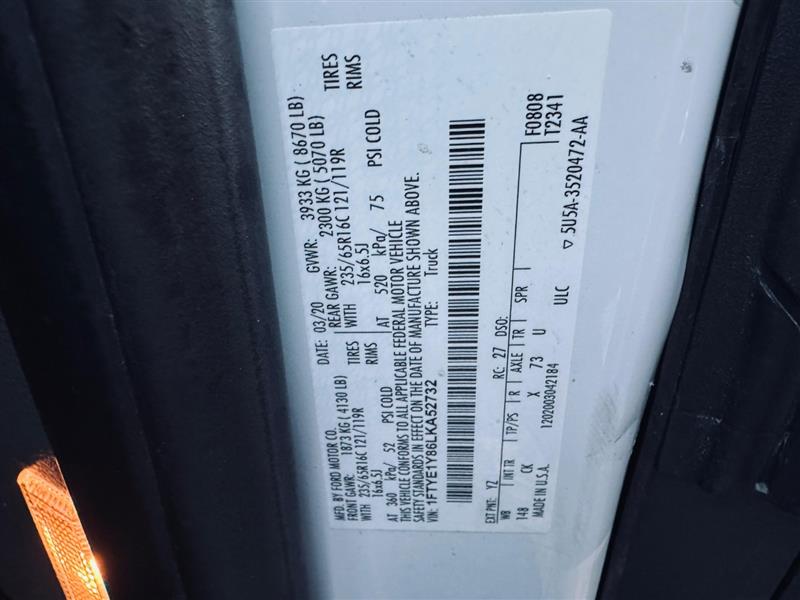 MFD. BY FORD MOTOR CO. DATE: 03/20 GVWR: 3933 KG ( 8670 LB)
FRONT GAWR: 1873 KG ( 4130 LB) REAR GAWR: 2300 KG ( 5070 LB)
WITH 235/65R16C 121/119R TIRES WITH 235/65R16C 121/119R TIRES
16x6.5J RIMS 16x6.5J RIMS
AT 360 kPa/ 52 PSI COLD AT 520 kPa/ 75 PSI COLD
THIS VEHICLE CONFORMS TO ALL APPLICABLE FEDERAL MOTOR VEHICLE
SAFETY STANDARDS IN EFFECT ON THE DATE OF MANUFACTURE SHOWN ABOVE.
VIN: 1FTYE1Y86LKA52732 TYPE: Truck
F0808
T2341
EXT PNT: YZ RC: 27 DSO:
WB INT TR TP/PS R AXLE TR SPR
148 CK X 73 U
MADE IN U.S.A. 1202003042184 ULC ▽ 5U5A-3520472-AA